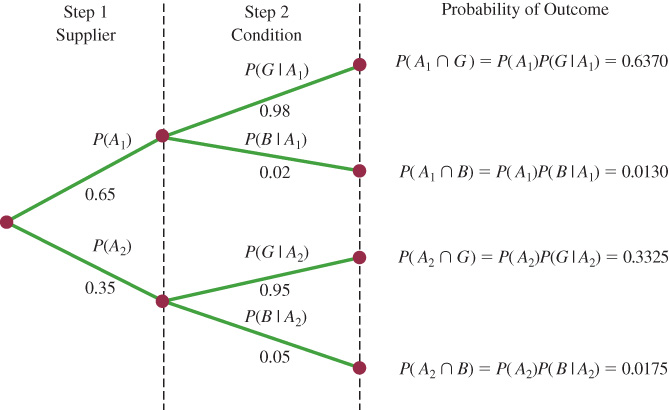 Step 1
Supplier
Step 2
Condition
Probability of Outcome
P(G | A₁)
0.98
P(A₁ ∩ G) = P(A₁)P(G | A₁) = 0.6370
P(A₁)
0.65
P(B | A₁)
0.02
P(A₁ ∩ B) = P(A₁)P(B | A₁) = 0.0130
P(A₂)
0.35
P(G | A₂)
0.95
P(A₂ ∩ G) = P(A₂)P(G | A₂) = 0.3325
P(B | A₂)
0.05
P(A₂ ∩ B) = P(A₂)P(B | A₂) = 0.0175